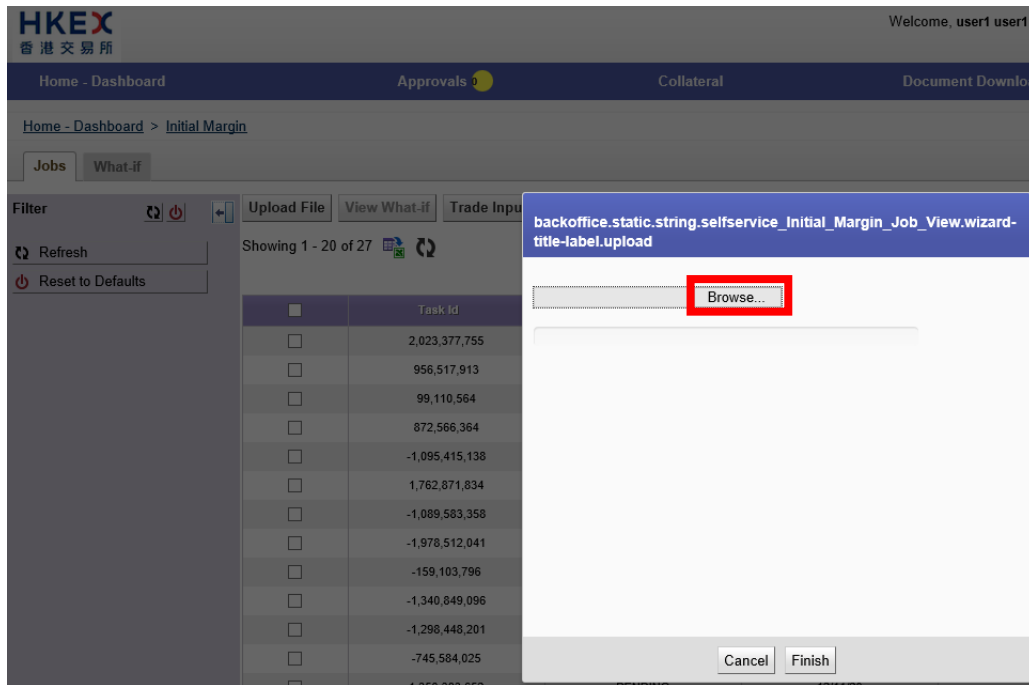 HKEX
香港交易所
Welcome, user1 user1
Home - Dashboard
Approvals 0
Collateral
Document Downlo
Home - Dashboard > Initial Margin
Jobs
What-if
Filter
Refresh
Reset to Defaults
Upload File
View What-if
Trade Inpu
Showing 1 - 20 of 27
Task Id
2,023,377,755
956,517,913
99,110,564
872,566,364
-1,095,415,138
1,762,871,834
-1,089,583,358
-1,978,512,041
-159,103,796
-1,340,849,096
-1,298,448,201
-745,584,025
backoffice.static.string.selfservice_Initial_Margin_Job_View.wizard-
title-label.upload
Browse...
Cancel
Finish